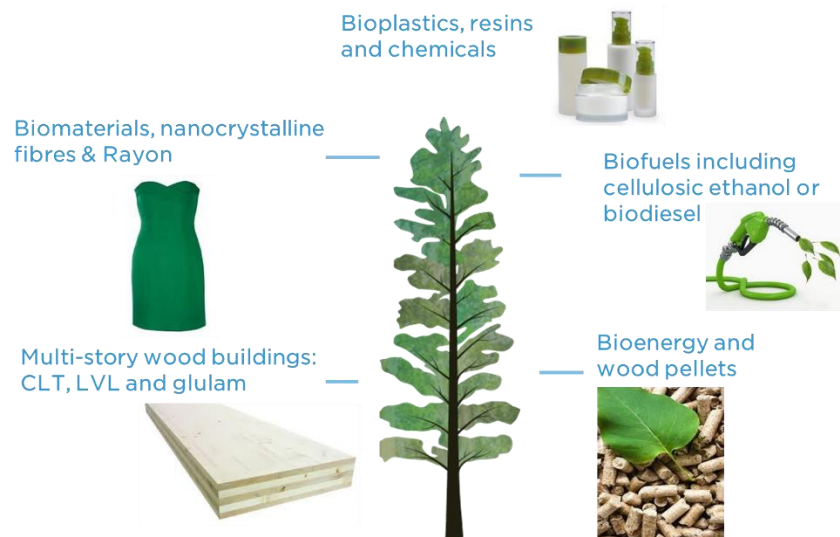 Bioplastics, resins
and chemicals
Biomaterials, nanocrystalline
fibres & Rayon
Biofuels including
cellulosic ethanol or
biodiesel
Multi-story wood buildings:
CLT, LVL and glulam
Bioenergy and
wood pellets